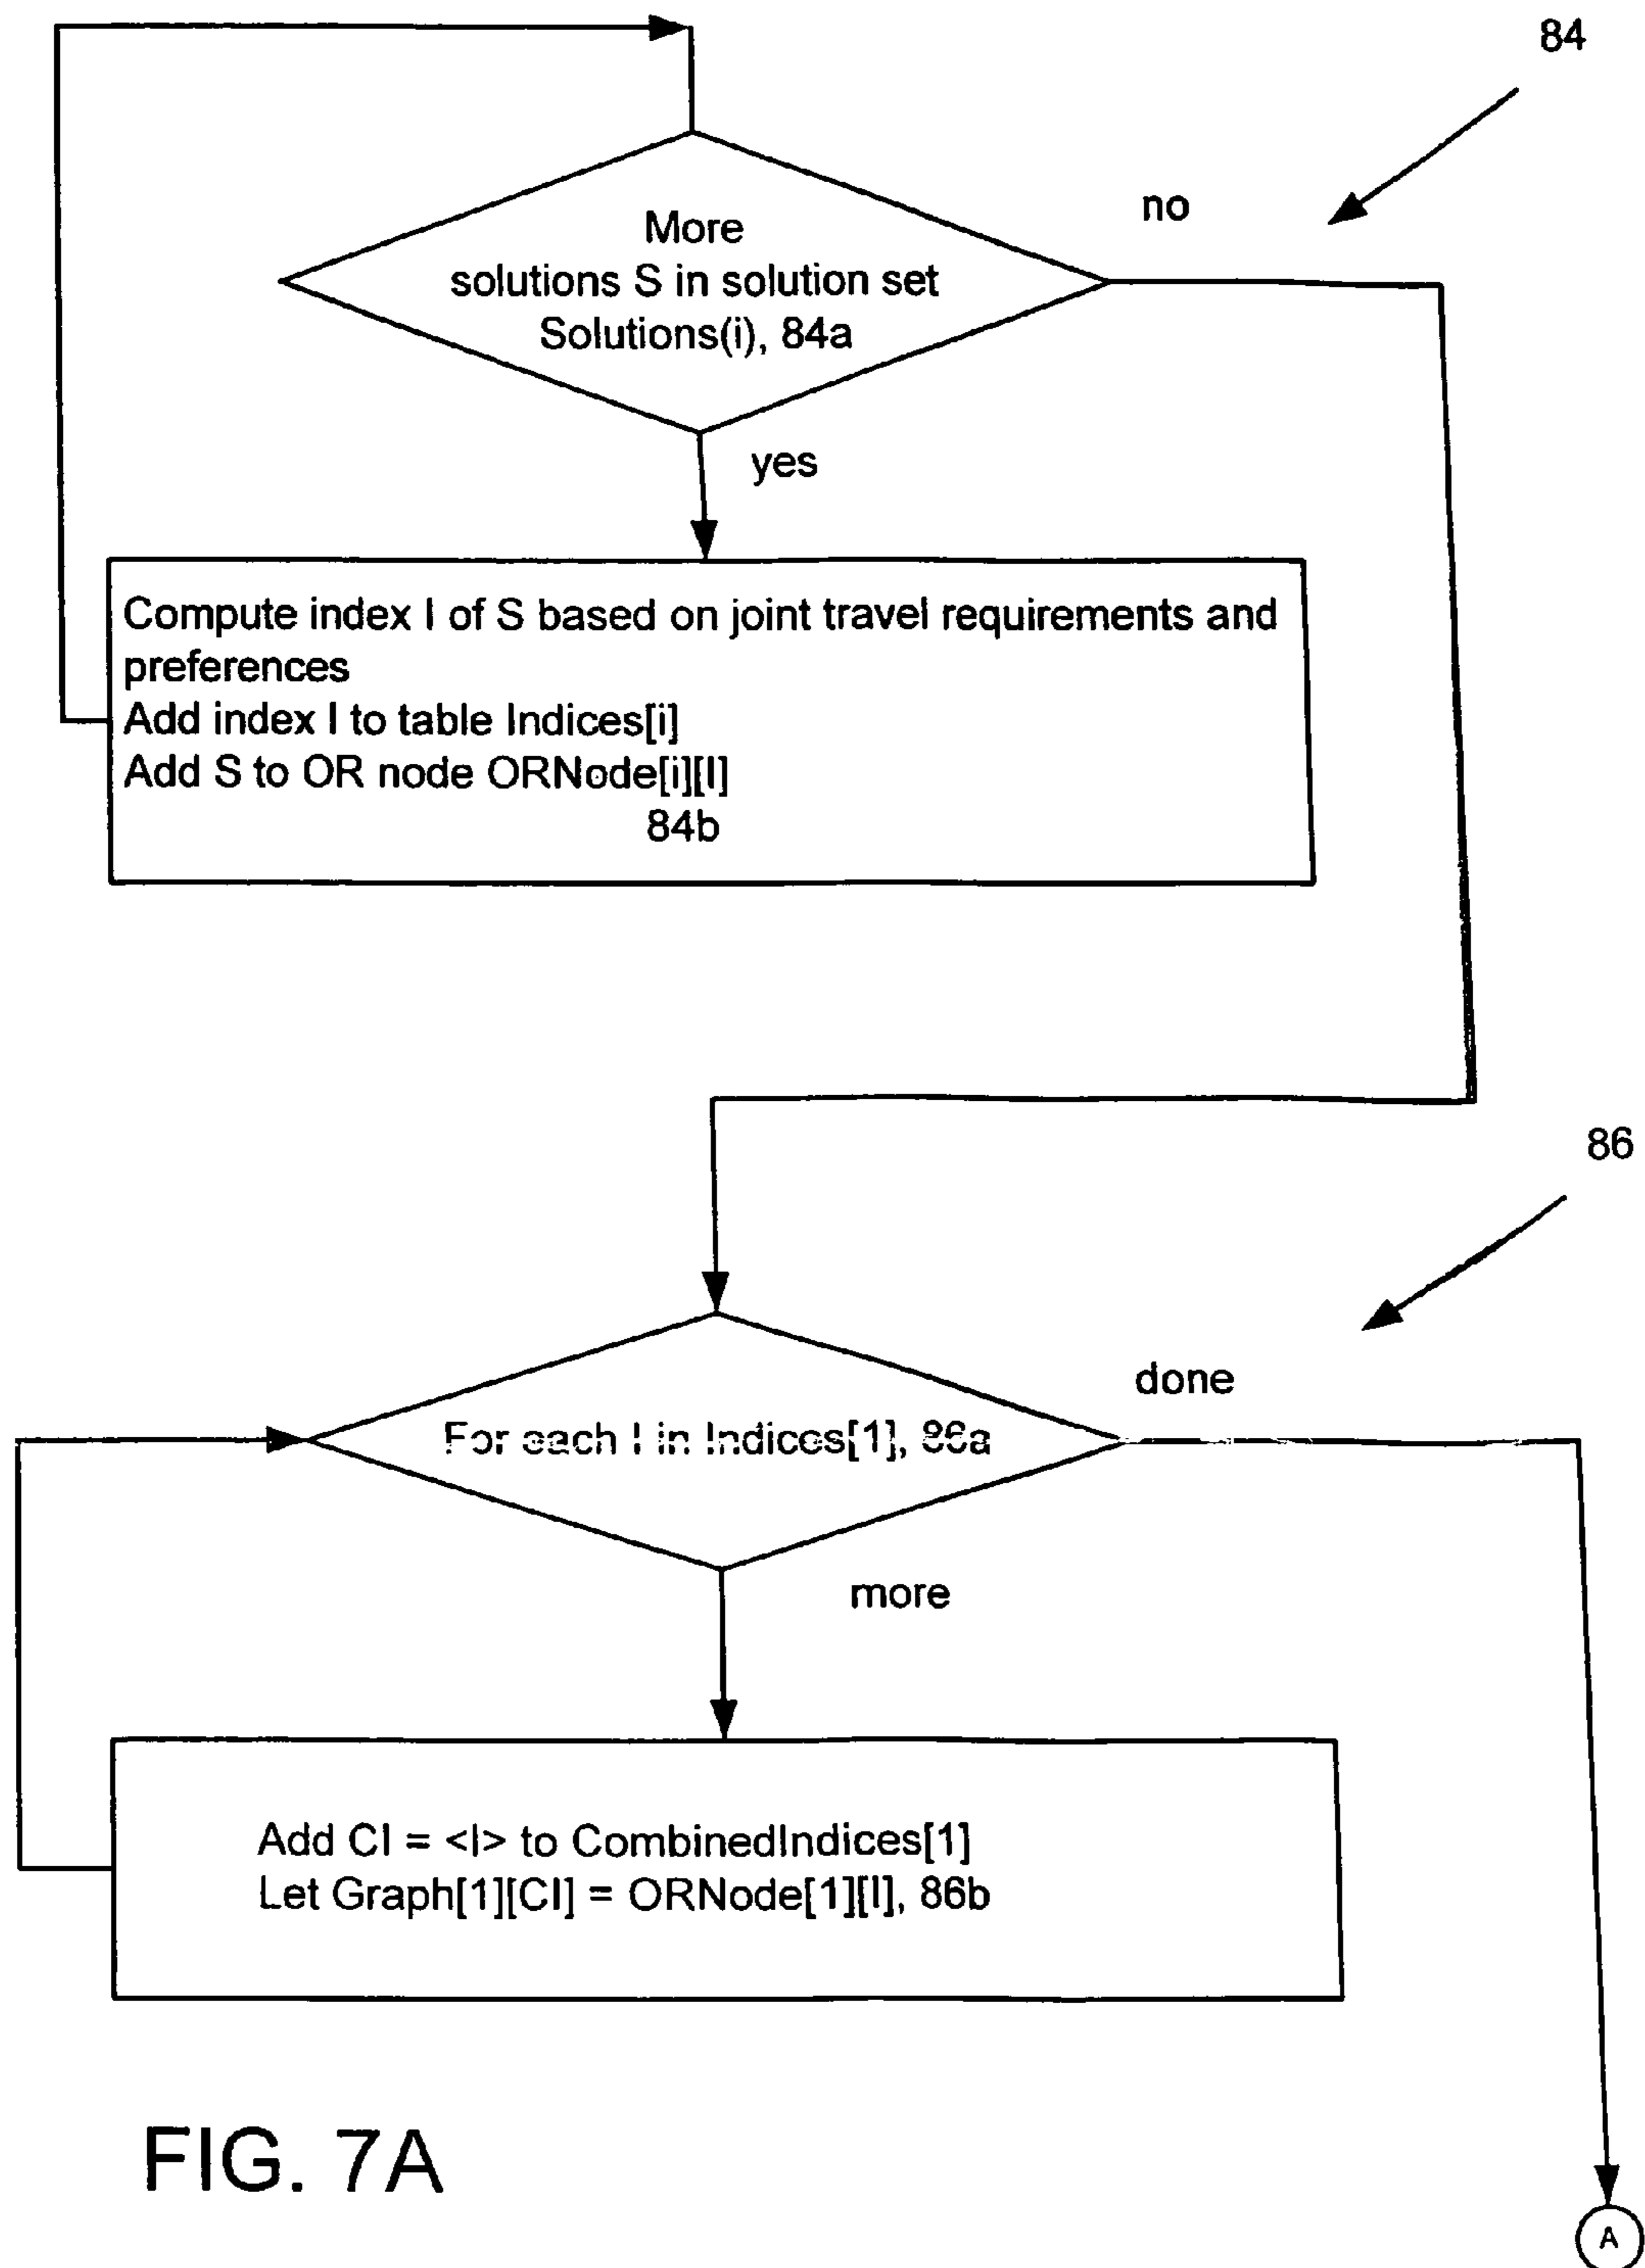 84
More
solutions S in solution set
Solutions(i), 84a
no
yes
Compute index I of S based on joint travel requirements and
preferences
Add index I to table Indices[i]
Add S to OR node ORNode[i][I]
84b
86
For each I in Indices[1], 86a
done
more
Add CI = <I> to CombinedIndices[1]
Let Graph[1][CI] = ORNode[1][I], 86b
FIG. 7A
A